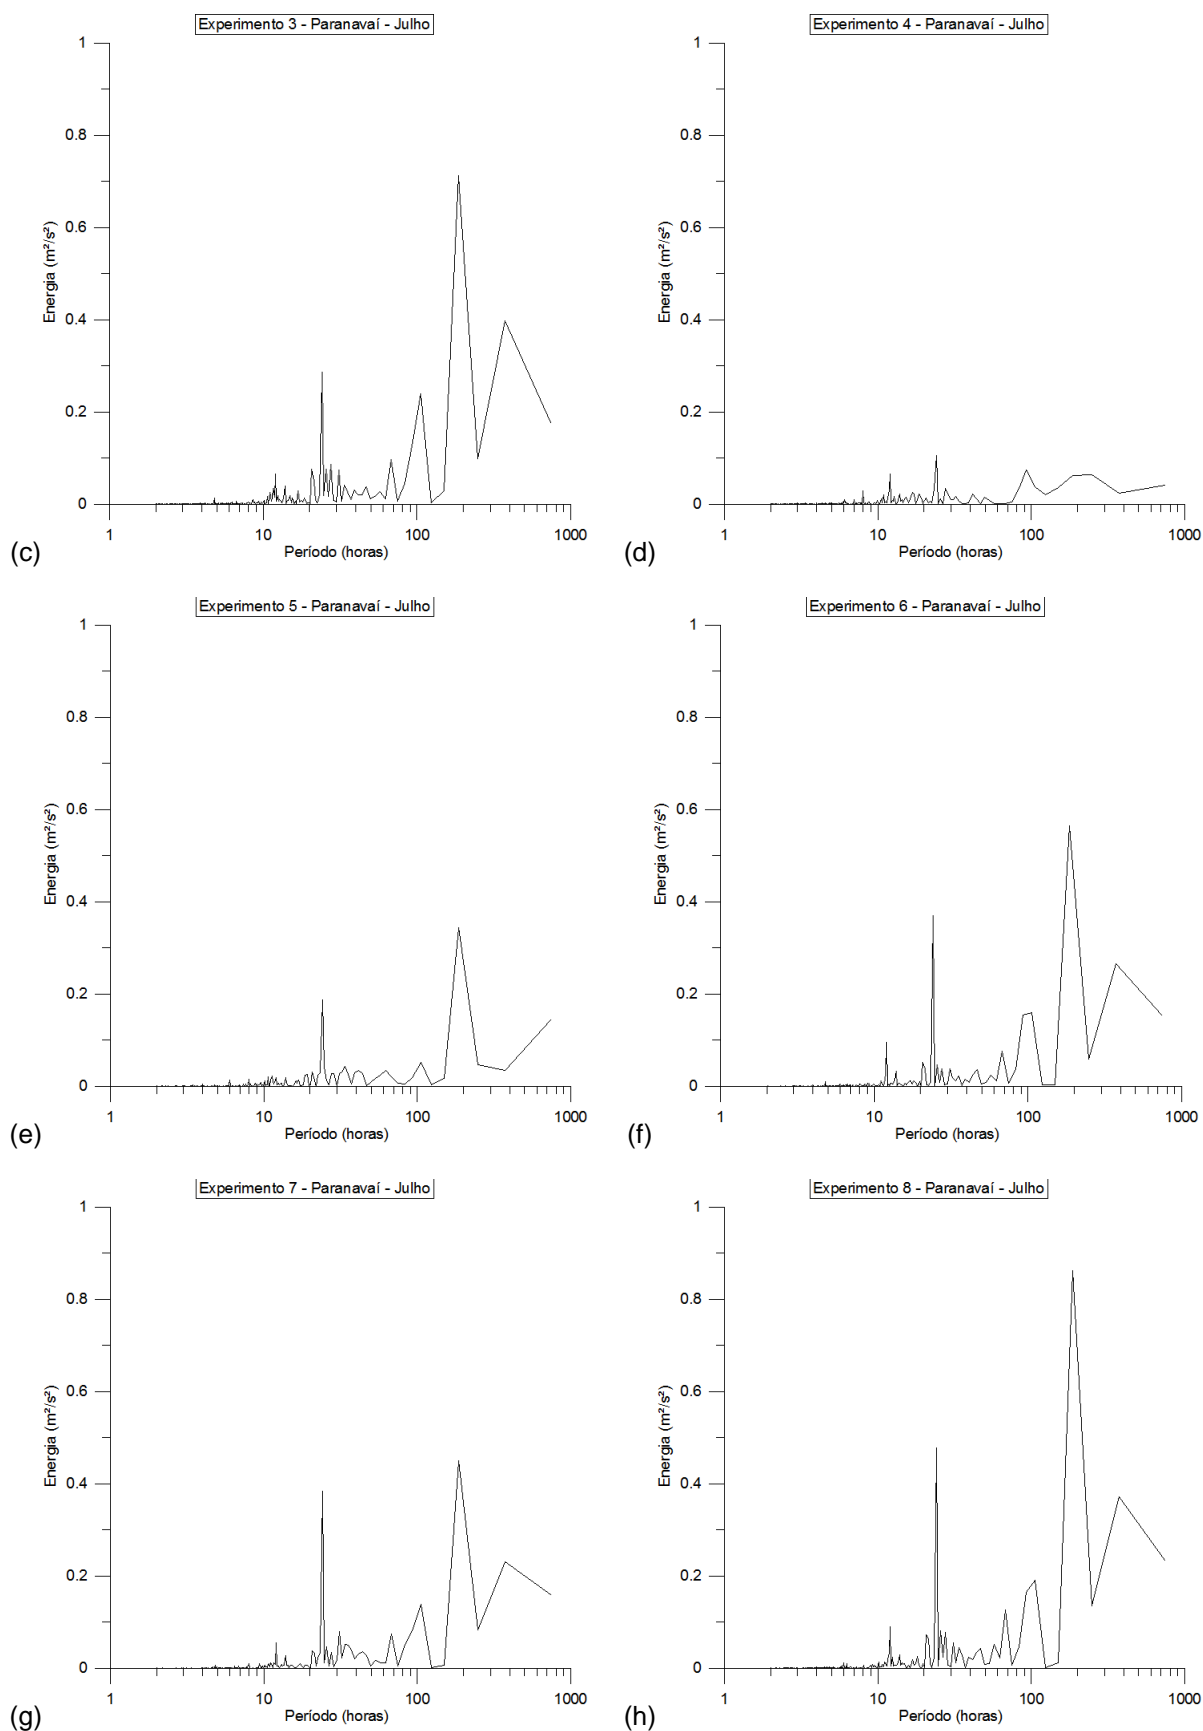 Experimento 3 - Paranavaí - Julho
Experimento 4 - Paranavaí - Julho
1
0.8
0.6
0.4
0.2
0
Energia (m²/s²)
1 10 100 1000
Período (horas)
(c)
1
0.8
0.6
0.4
0.2
0
Energia (m²/s²)
1 10 100 1000
Período (horas)
(d)
Experimento 5 - Paranavaí - Julho
Experimento 6 - Paranavaí - Julho
1
0.8
0.6
0.4
0.2
0
Energia (m²/s²)
1 10 100 1000
Período (horas)
(e)
1
0.8
0.6
0.4
0.2
0
Energia (m²/s²)
1 10 100 1000
Período (horas)
(f)
Experimento 7 - Paranavaí - Julho
Experimento 8 - Paranavaí - Julho
1
0.8
0.6
0.4
0.2
0
Energia (m²/s²)
1 10 100 1000
Período (horas)
(g)
1
0.8
0.6
0.4
0.2
0
Energia (m²/s²)
1 10 100 1000
Período (horas)
(h)